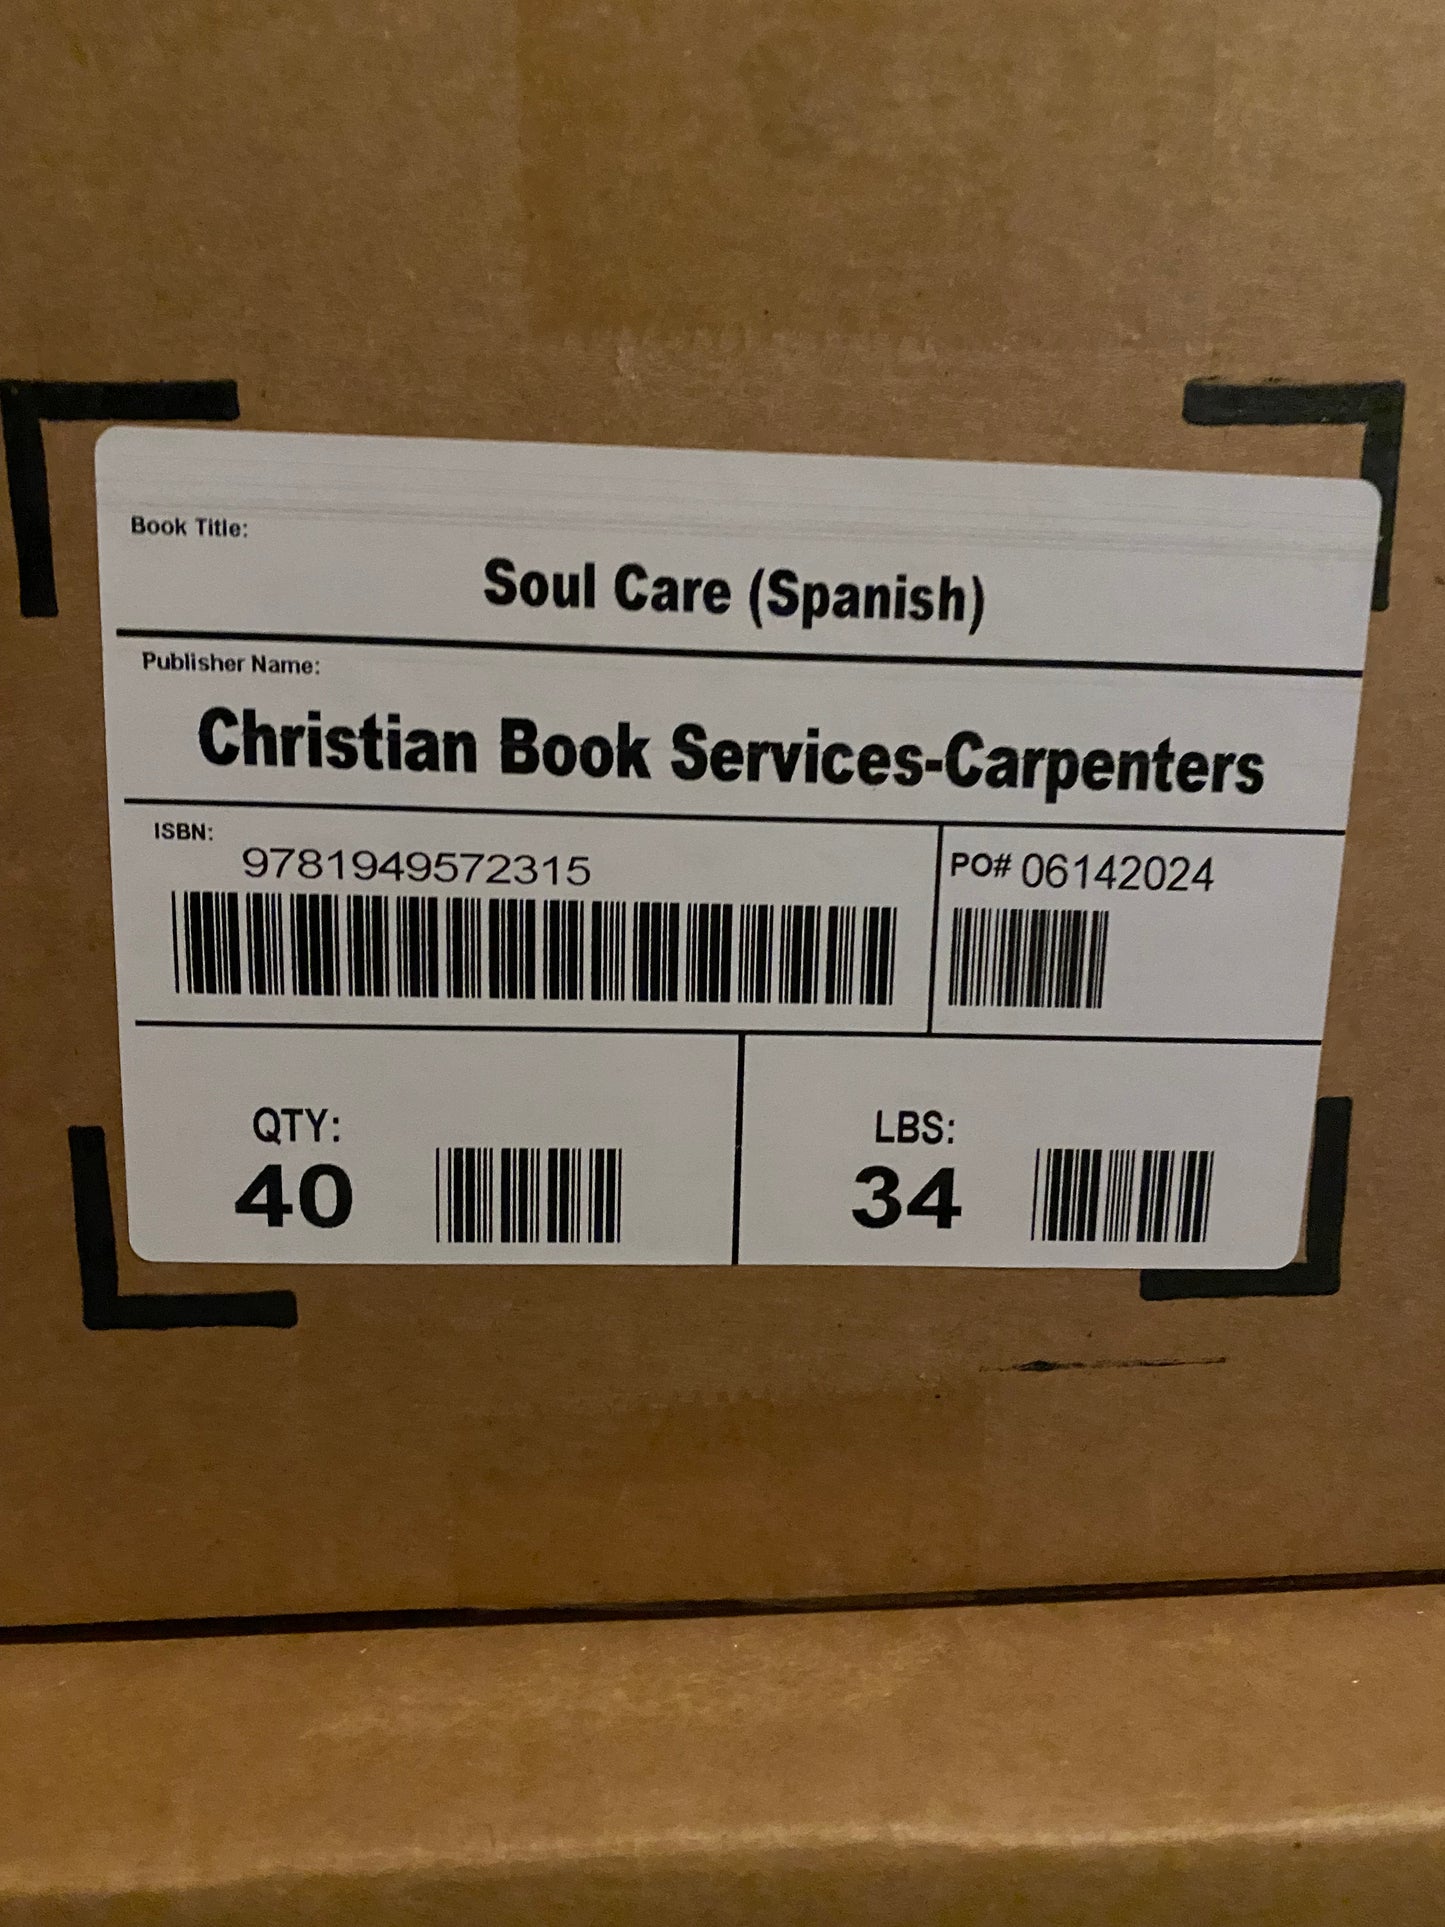 Book Title:
Soul Care (Spanish)
Publisher Name:
Christian Book Services-Carpenters
ISBN:
9781949572315
PO# 06142024
QTY:
40
LBS:
34